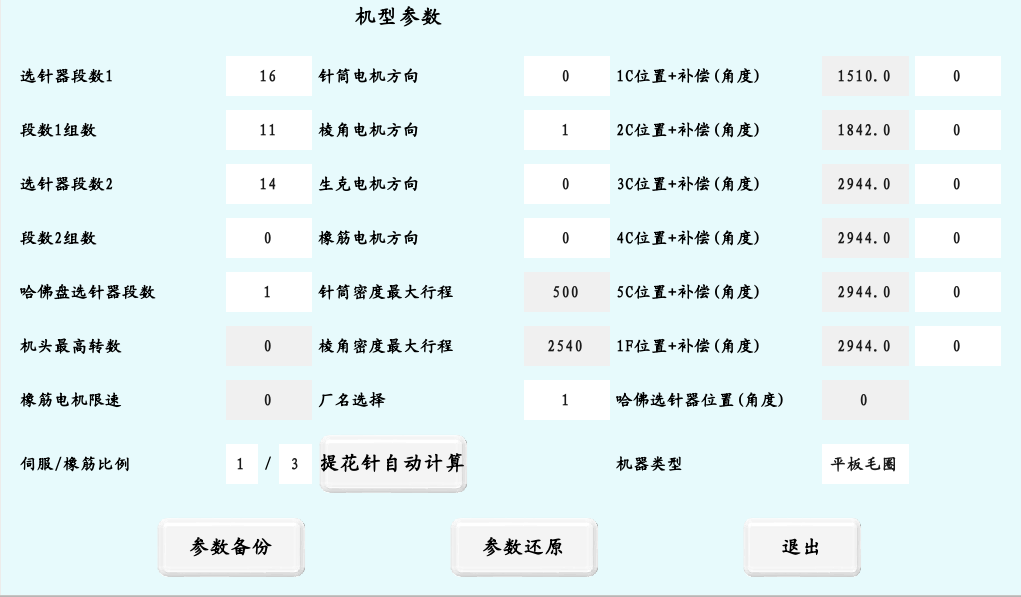 机型参数
选针器段数1 16 针筒电机方向 0 1C位置+补偿(角度) 1510.0 0
段数1组数 11 棱角电机方向 1 2C位置+补偿(角度) 1842.0 0
选针器段数2 14 生克电机方向 0 3C位置+补偿(角度) 2944.0 0
段数2组数 0 橡筋电机方向 0 4C位置+补偿(角度) 2944.0 0
哈佛盘选针器段数 1 针筒密度最大行程 500 5C位置+补偿(角度) 2944.0 0
机头最高转数 0 棱角密度最大行程 2540 1F位置+补偿(角度) 2944.0 0
橡筋电机限速 0 厂名选择 1 哈佛选针器位置(角度) 0
伺服/橡筋比例 1 / 3 提花针自动计算 机器类型 平板毛圈
参数备份 参数还原 退出